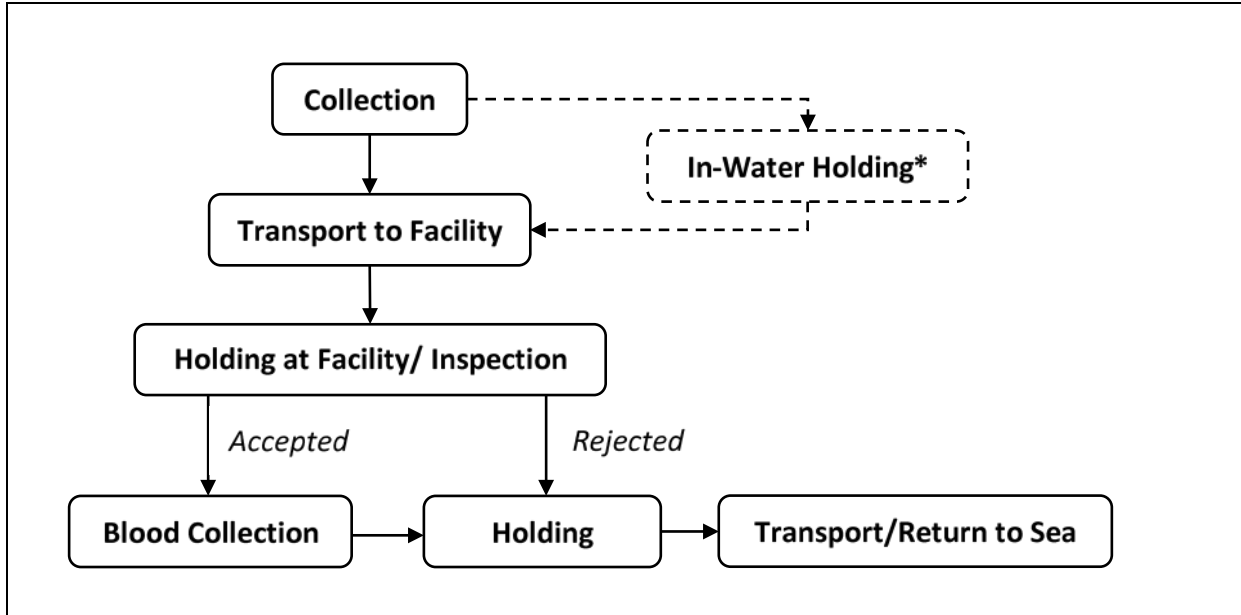 Collection
In-Water Holding*
Transport to Facility
Holding at Facility/ Inspection
Accepted
Rejected
Blood Collection
Holding
Transport/Return to Sea